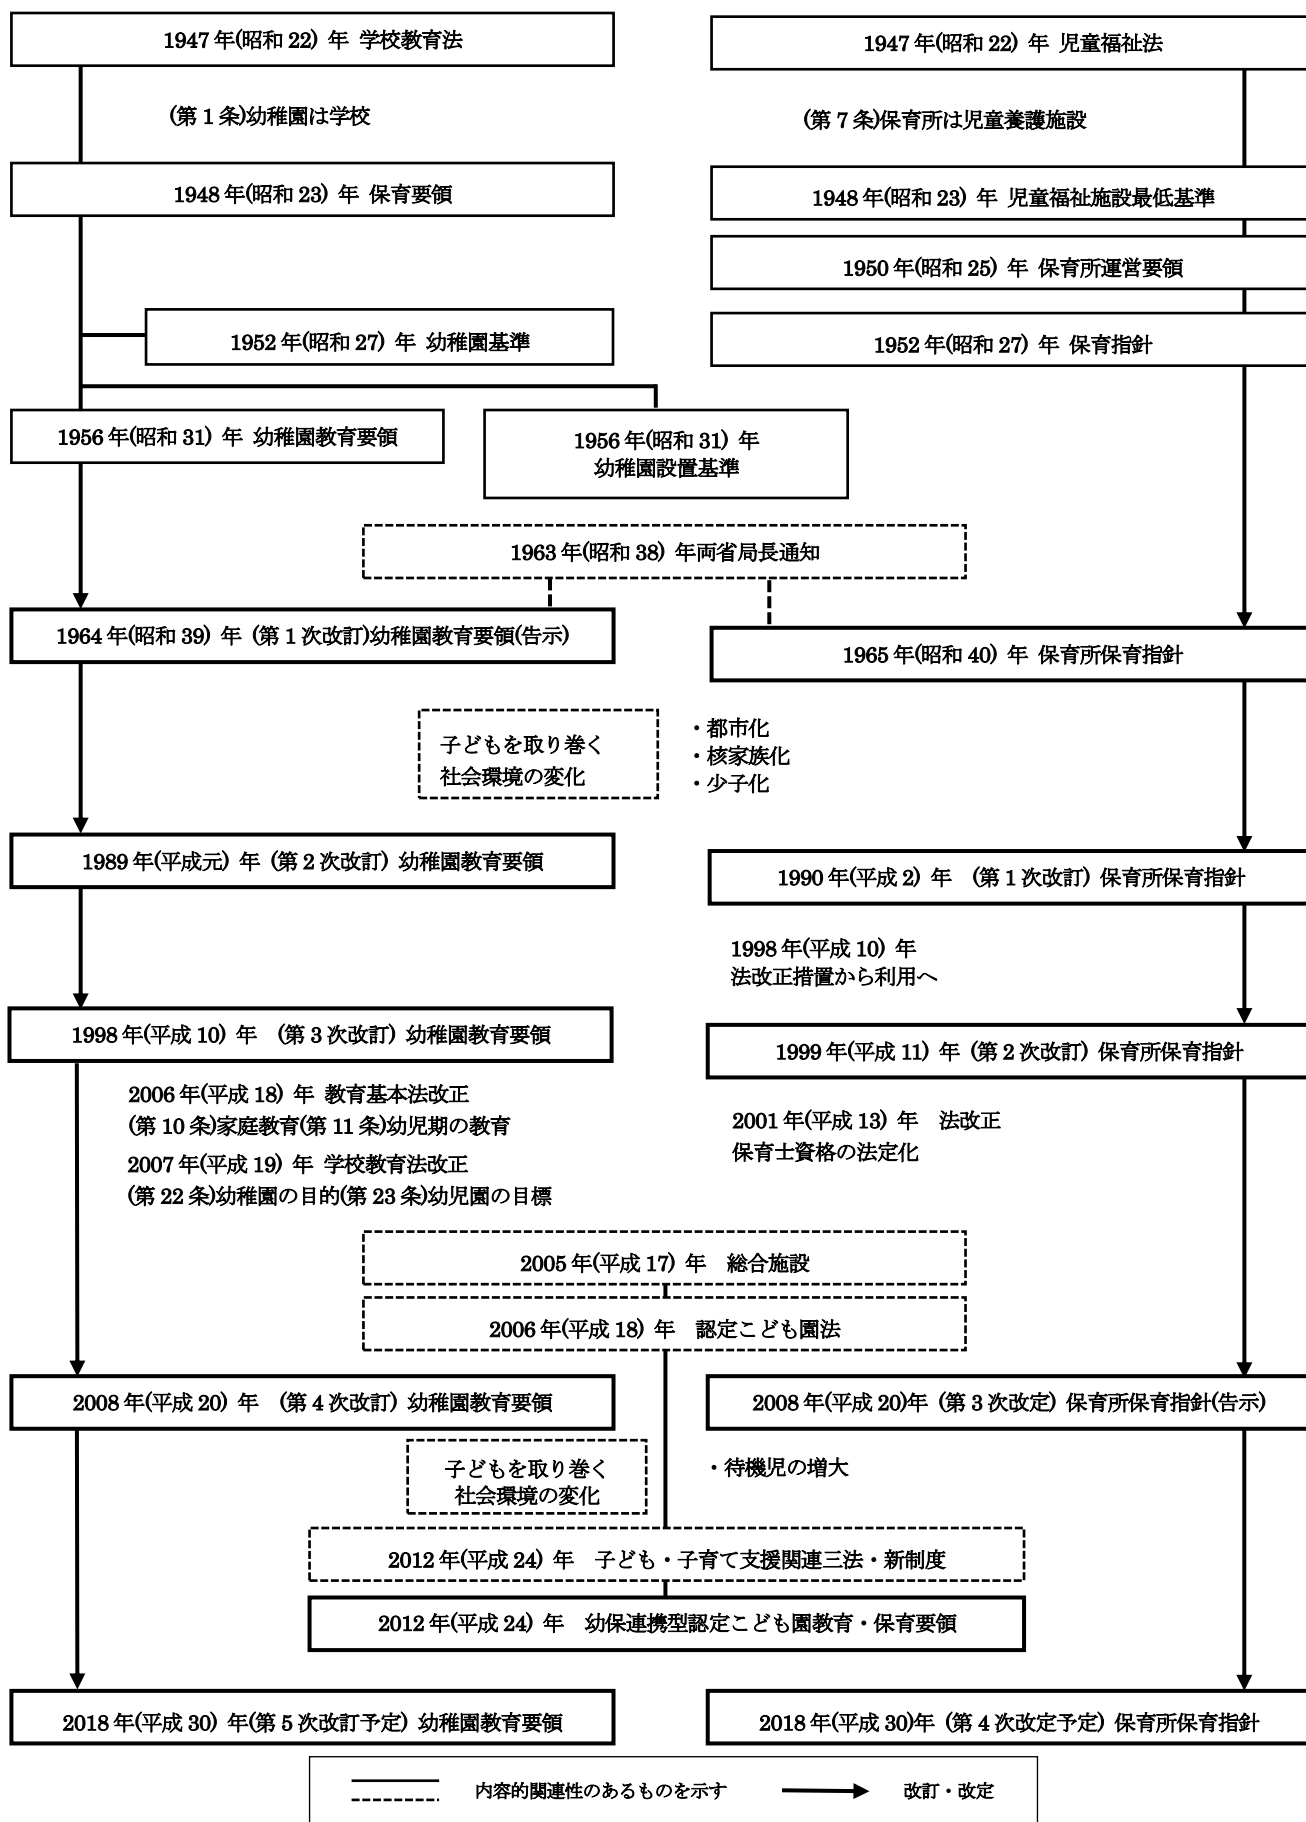 1947年(昭和22) 年 学校教育法
1947年(昭和22) 年 児童福祉法
(第1条)幼稚園は学校
(第7条)保育所は児童養護施設
1948年(昭和23) 年 保育要領
1948年(昭和23) 年 児童福祉施設最低基準
1950年(昭和25) 年 保育所運営要領
1952年(昭和27) 年 幼稚園基準
1952年(昭和27) 年 保育指針
1956年(昭和31) 年 幼稚園教育要領
1956年(昭和31) 年
幼稚園設置基準
1963年(昭和38) 年両省局長通知
1964年(昭和39) 年 (第1次改訂)幼稚園教育要領(告示)
1965年(昭和40) 年 保育所保育指針
子どもを取り巻く
社会環境の変化
・都市化
・核家族化
・少子化
1989年(平成元) 年 (第2次改訂) 幼稚園教育要領
1990年(平成2) 年 (第1次改訂) 保育所保育指針
1998年(平成10) 年
法改正措置から利用へ
1998年(平成10) 年 (第3次改訂) 幼稚園教育要領
1999年(平成11) 年 (第2次改訂) 保育所保育指針
2006年(平成18) 年 教育基本法改正
(第10条)家庭教育(第11条)幼児期の教育
2007年(平成19) 年 学校教育法改正
(第22条)幼稚園の目的(第23条)幼児園の目標
2001年(平成13) 年 法改正
保育士資格の法定化
2005年(平成17) 年 総合施設
2006年(平成18) 年 認定こども園法
2008年(平成20) 年 (第4次改訂) 幼稚園教育要領
2008年(平成20)年 (第3次改定) 保育所保育指針(告示)
子どもを取り巻く
社会環境の変化
・待機児の増大
2012年(平成24) 年 子ども・子育て支援関連三法・新制度
2012年(平成24) 年 幼保連携型認定こども園教育・保育要領
2018年(平成30) 年(第5次改訂予定) 幼稚園教育要領
2018年(平成30)年 (第4次改定予定) 保育所保育指針
内容的関連性のあるものを示す
改訂・改定